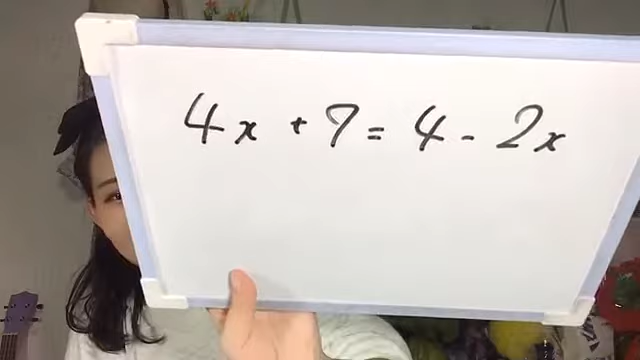 4x + 7 = 4 - 2x